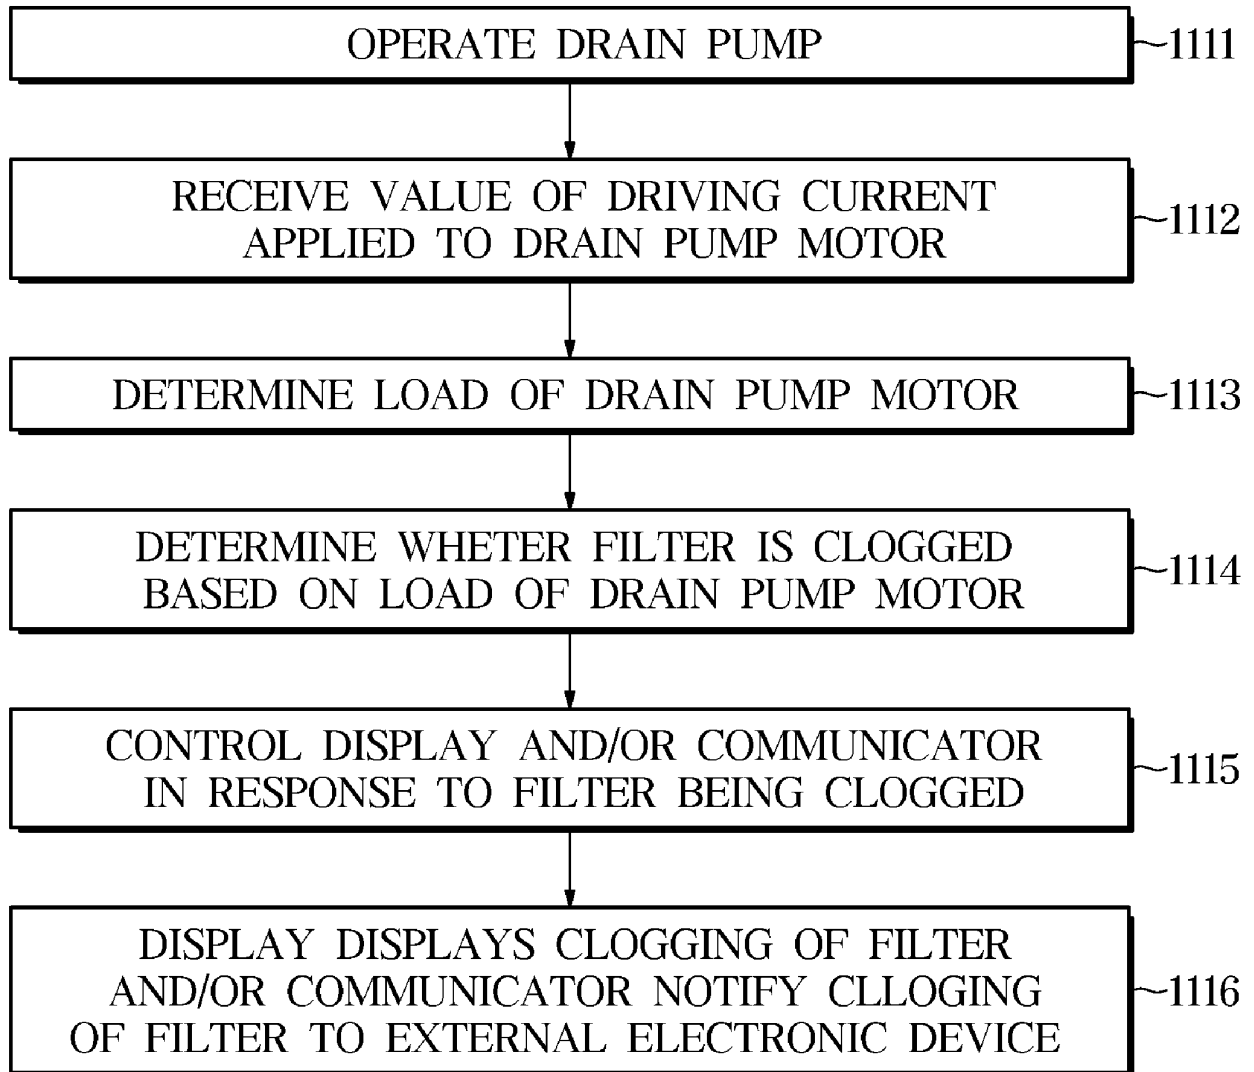 OPERATE DRAIN PUMP
1111
RECEIVE VALUE OF DRIVING CURRENT
APPLIED TO DRAIN PUMP MOTOR
1112
DETERMINE LOAD OF DRAIN PUMP MOTOR
1113
DETERMINE WHETER FILTER IS CLOGGED
BASED ON LOAD OF DRAIN PUMP MOTOR
1114
CONTROL DISPLAY AND/OR COMMUNICATOR
IN RESPONSE TO FILTER BEING CLOGGED
1115
DISPLAY DISPLAYS CLOGGING OF FILTER
AND/OR COMMUNICATOR NOTIFY CLLOGING
OF FILTER TO EXTERNAL ELECTRONIC DEVICE
1116